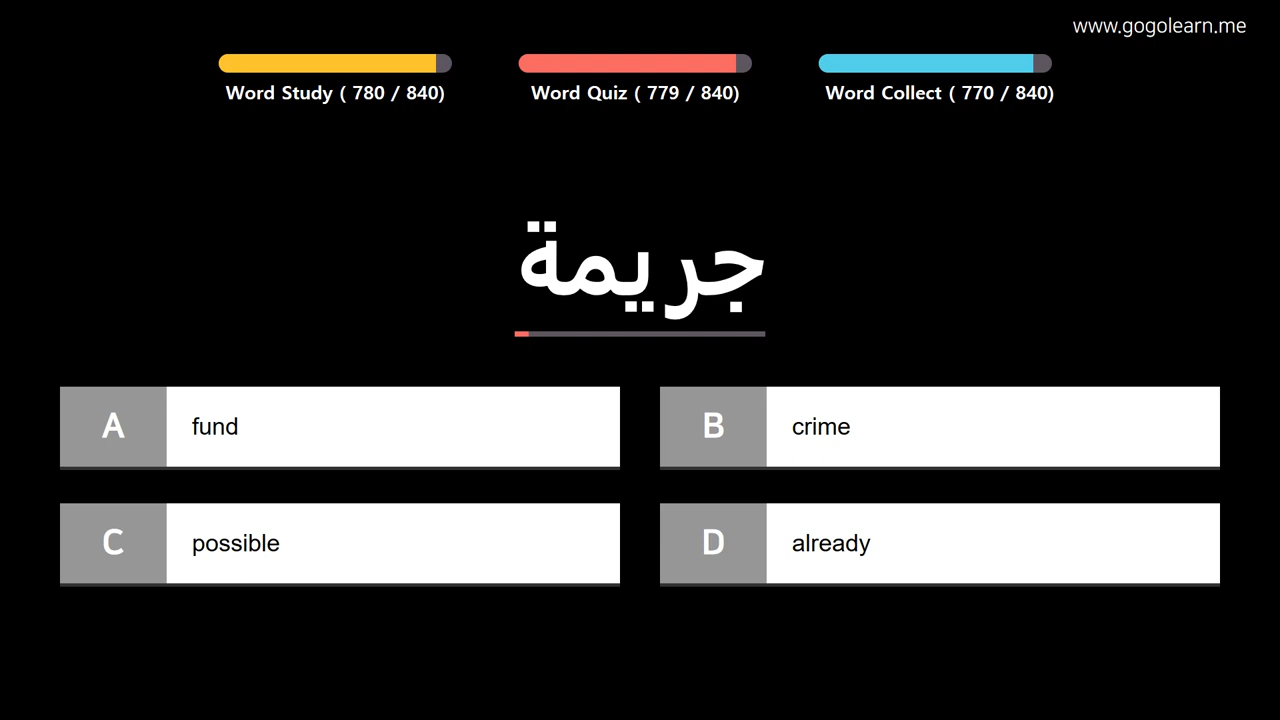 www.gogolearn.me
Word Study ( 780 / 840)
Word Quiz ( 779 / 840)
Word Collect ( 770 / 840)
جريمة
A fund
B crime
C possible
D already